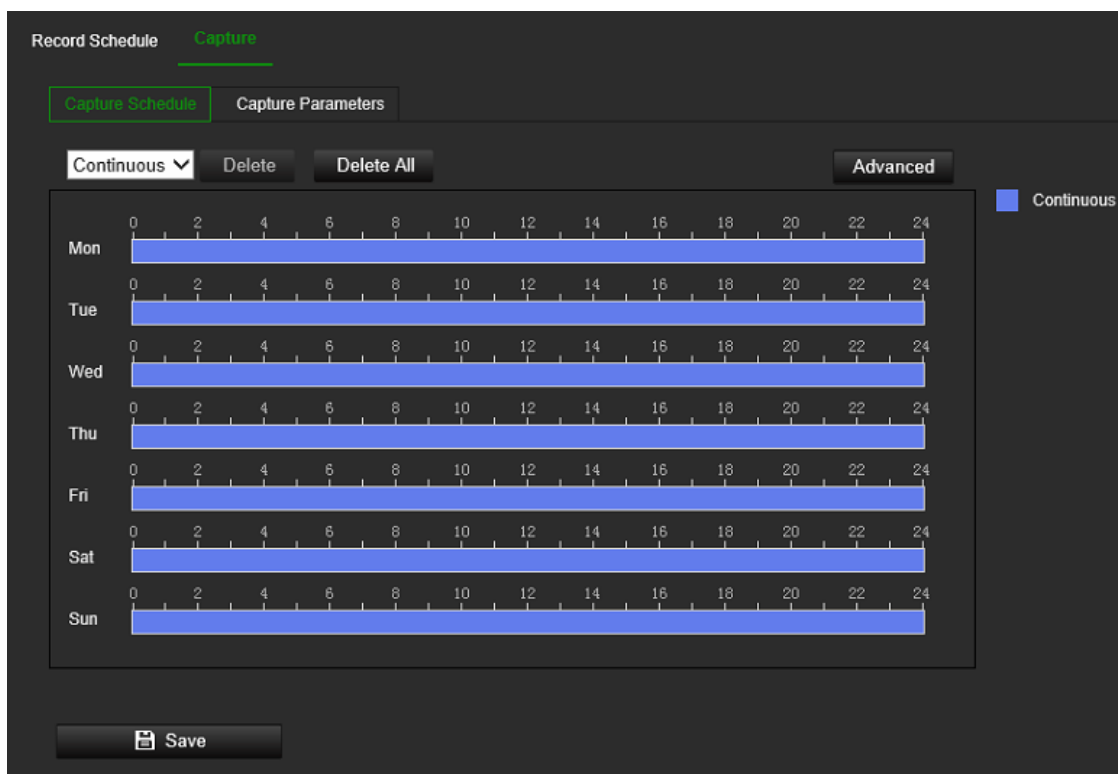 Record Schedule Capture
Capture Schedule Capture Parameters
Continuous Delete Delete All Advanced
Continuous
0 2 4 6 8 10 12 14 16 18 20 22 24
Mon
0 2 4 6 8 10 12 14 16 18 20 22 24
Tue
0 2 4 6 8 10 12 14 16 18 20 22 24
Wed
0 2 4 6 8 10 12 14 16 18 20 22 24
Thu
0 2 4 6 8 10 12 14 16 18 20 22 24
Fri
0 2 4 6 8 10 12 14 16 18 20 22 24
Sat
0 2 4 6 8 10 12 14 16 18 20 22 24
Sun
Save